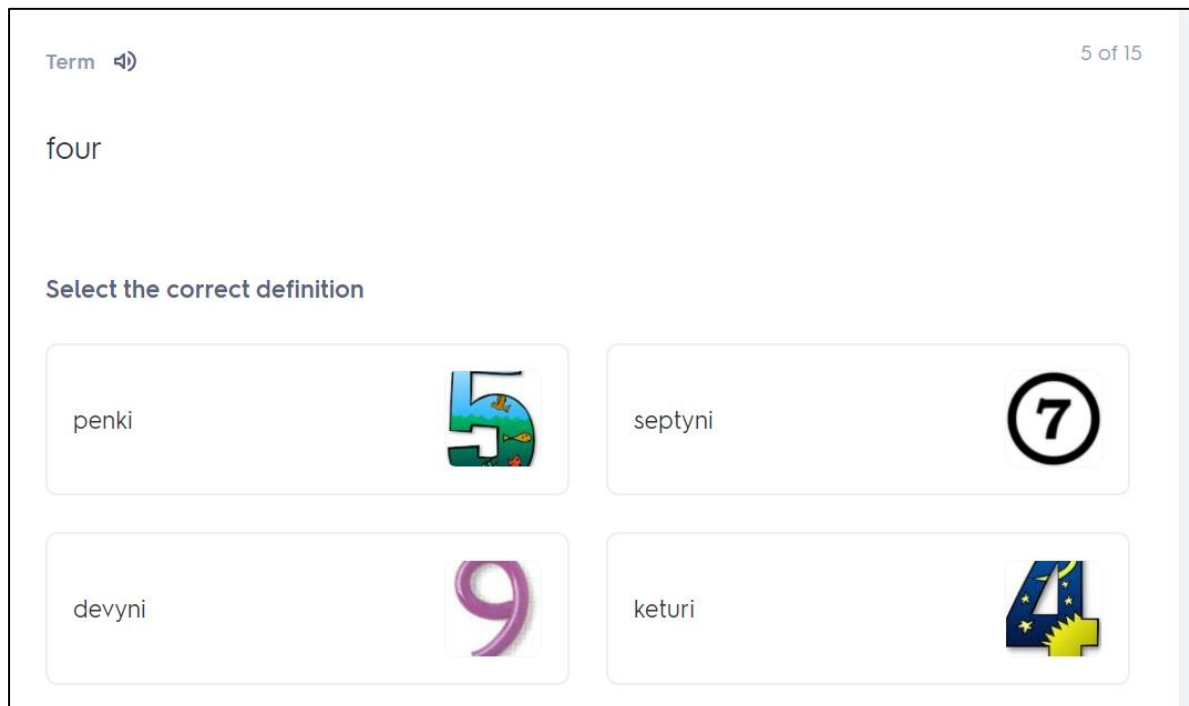 Term
5 of 15
four
Select the correct definition
penki
5
septyni
7
devyni
9
keturi
4